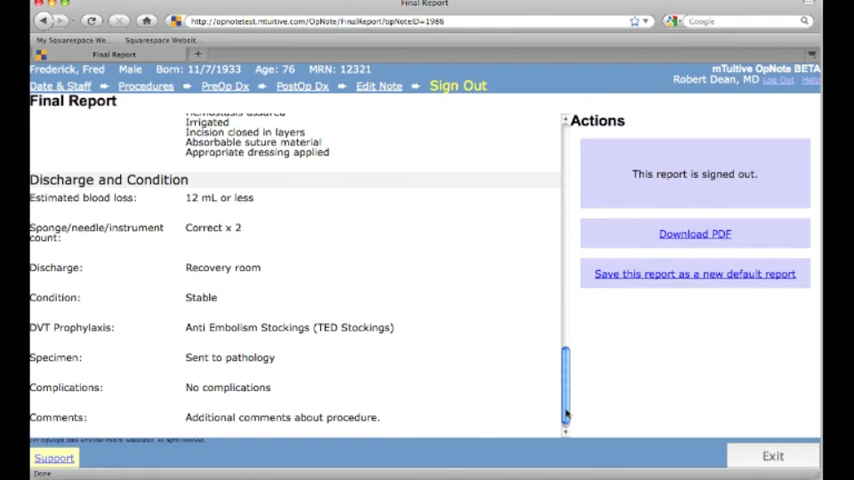 Final Report
http://opnotetest.mtuitive.com/OpNote/FinalReport/opNoteID=1986
Google
My Squarespace We... Squarespace Websit...
Final Report
Frederick, Fred Male Born: 11/7/1933 Age: 76 MRN: 12321
mTuitive OpNote BETA
Robert Dean, MD Log Out Help
Date & Staff Procedures PreOp Dx PostOp Dx Edit Note Sign Out
Final Report
Hemostasis assured
Irrigated
Incision closed in layers
Absorbable suture material
Appropriate dressing applied
Discharge and Condition
Estimated blood loss: 12 mL or less
Sponge/needle/instrument count: Correct x 2
Discharge: Recovery room
Condition: Stable
DVT Prophylaxis: Anti Embolism Stockings (TED Stockings)
Specimen: Sent to pathology
Complications: No complications
Comments: Additional comments about procedure.
Actions
This report is signed out.
Download PDF
Save this report as a new default report
Support
Exit
Done